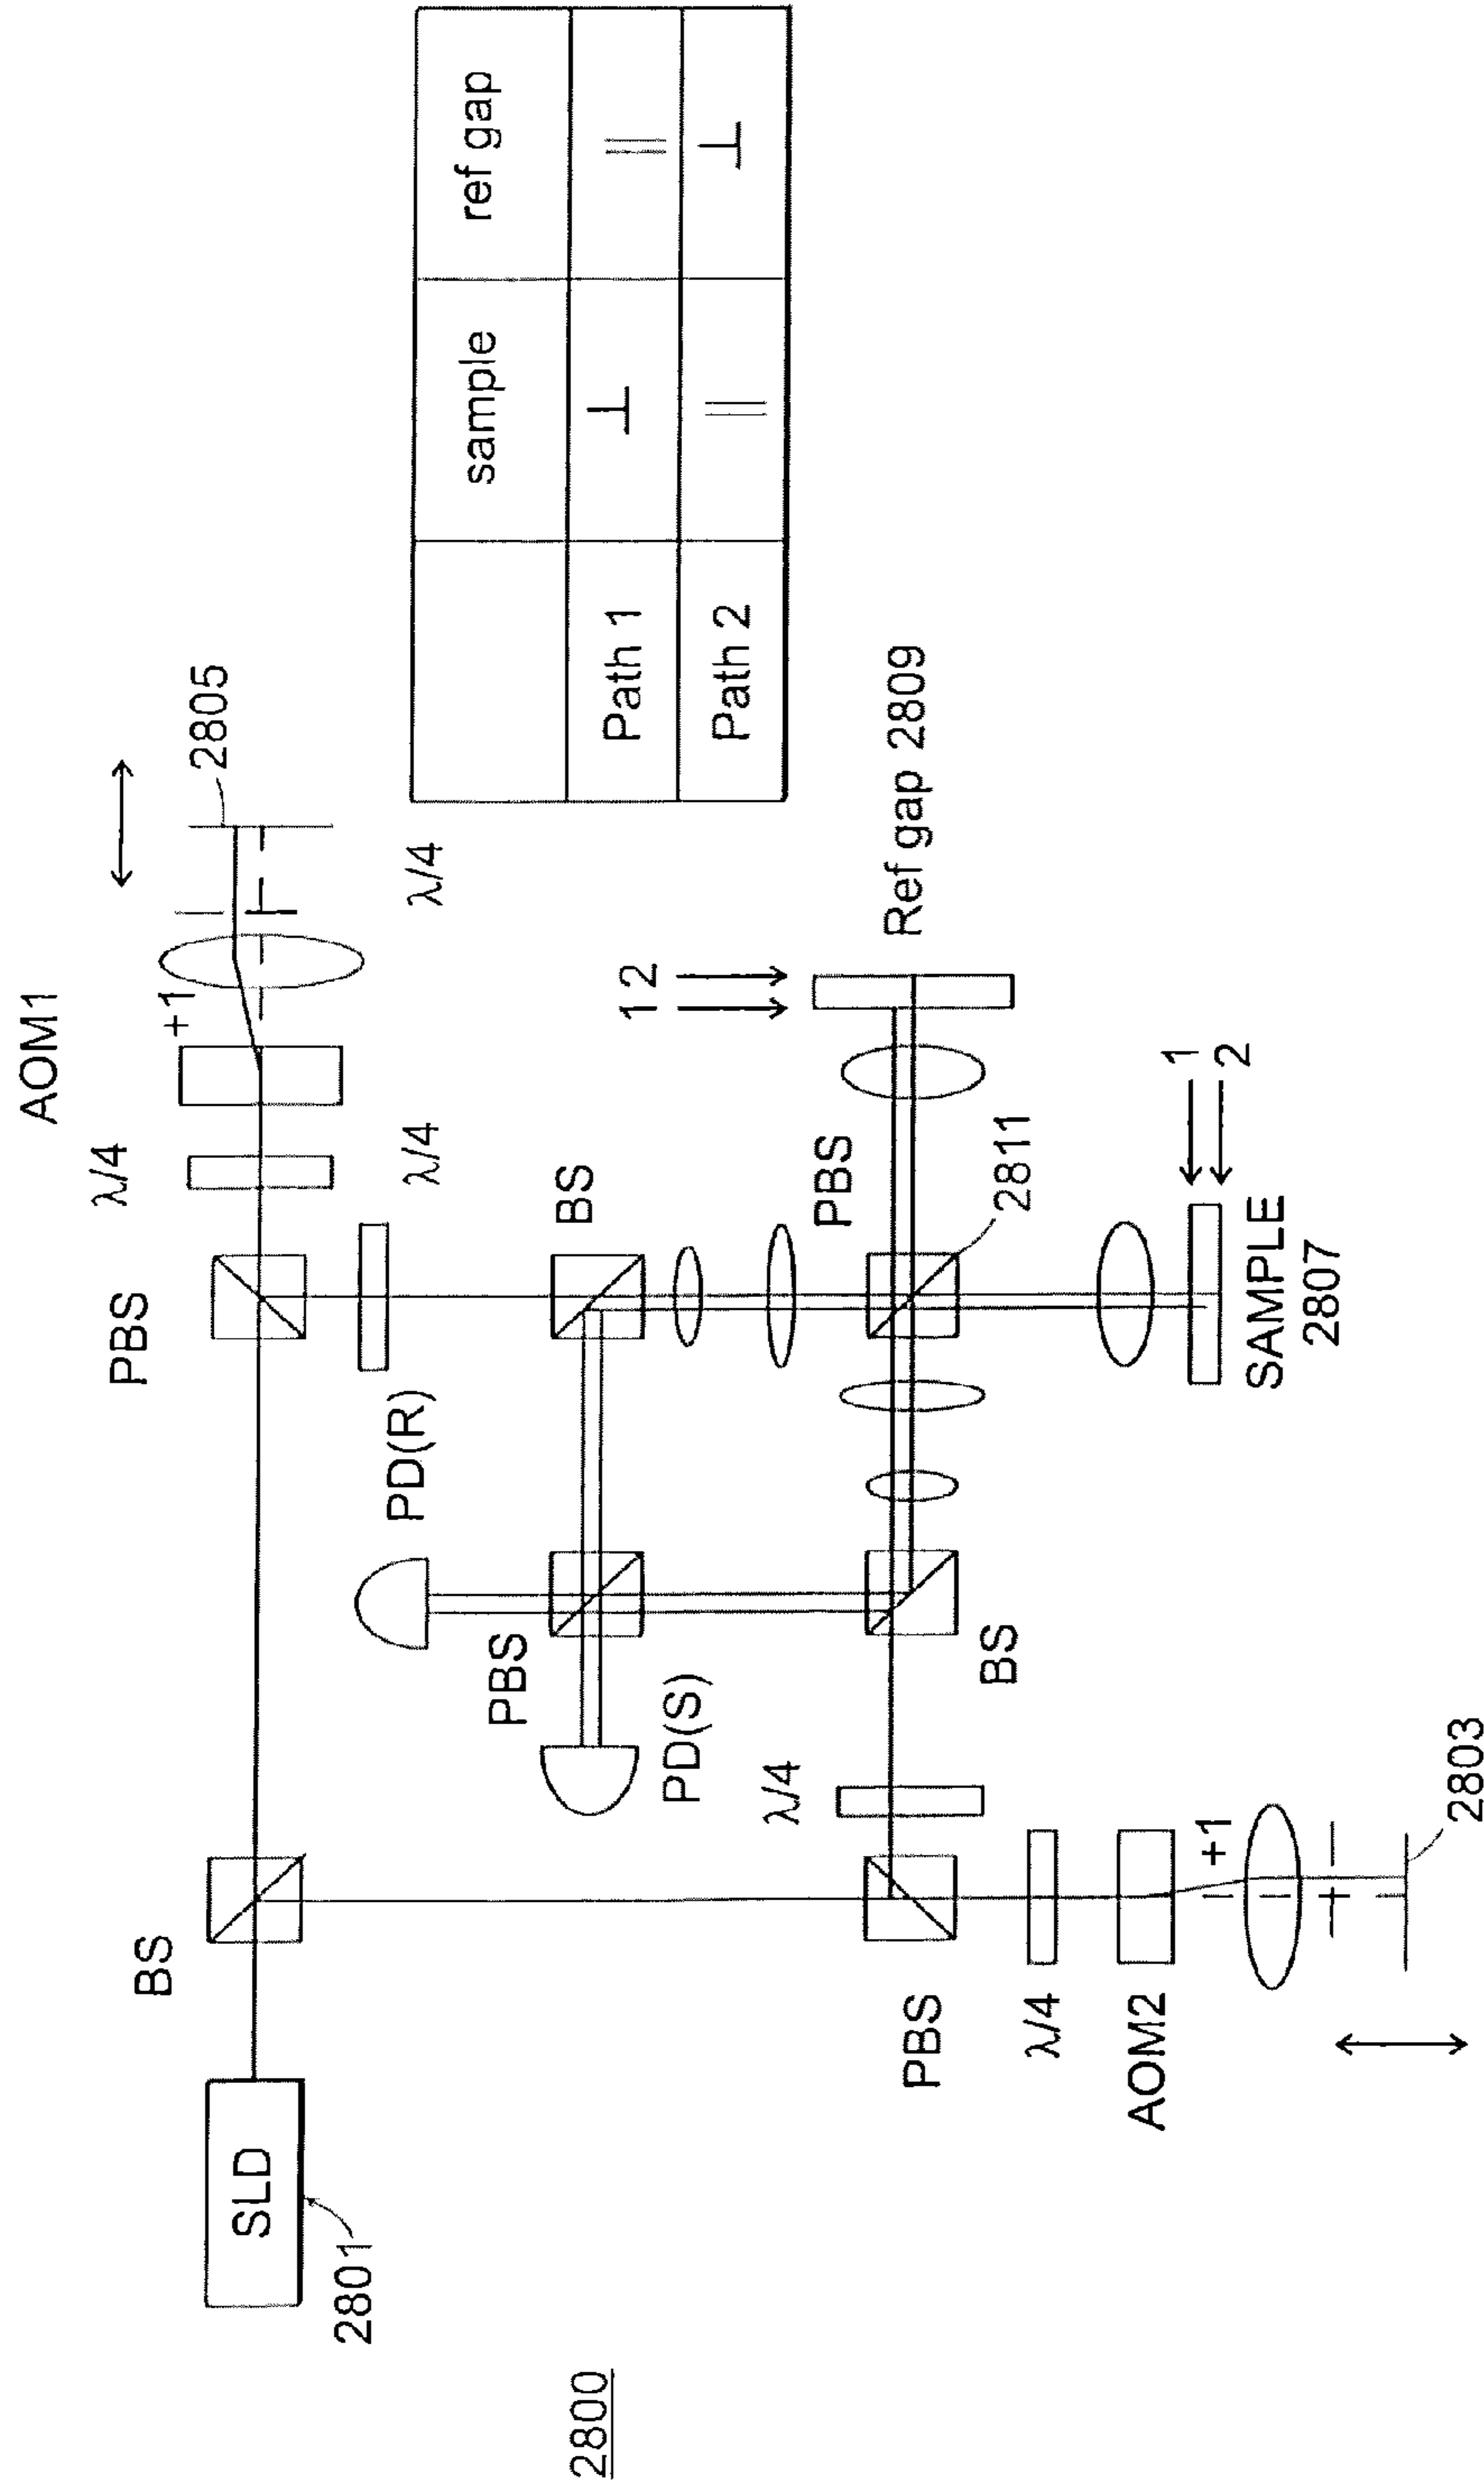 AOM1
λ/4
PBS
BS
+1
2805
SLD
2801
PD(R)
λ/4
λ/4
sample ref gap
Path 1 ⊥ ||
Path 2 || ⊥
PBS
BS
2800
1 2
PD(S)
λ/4
PBS
Ref gap 2809
PBS
BS
2811
λ/4
AOM2
1
+1
2
SAMPLE
2807
2803